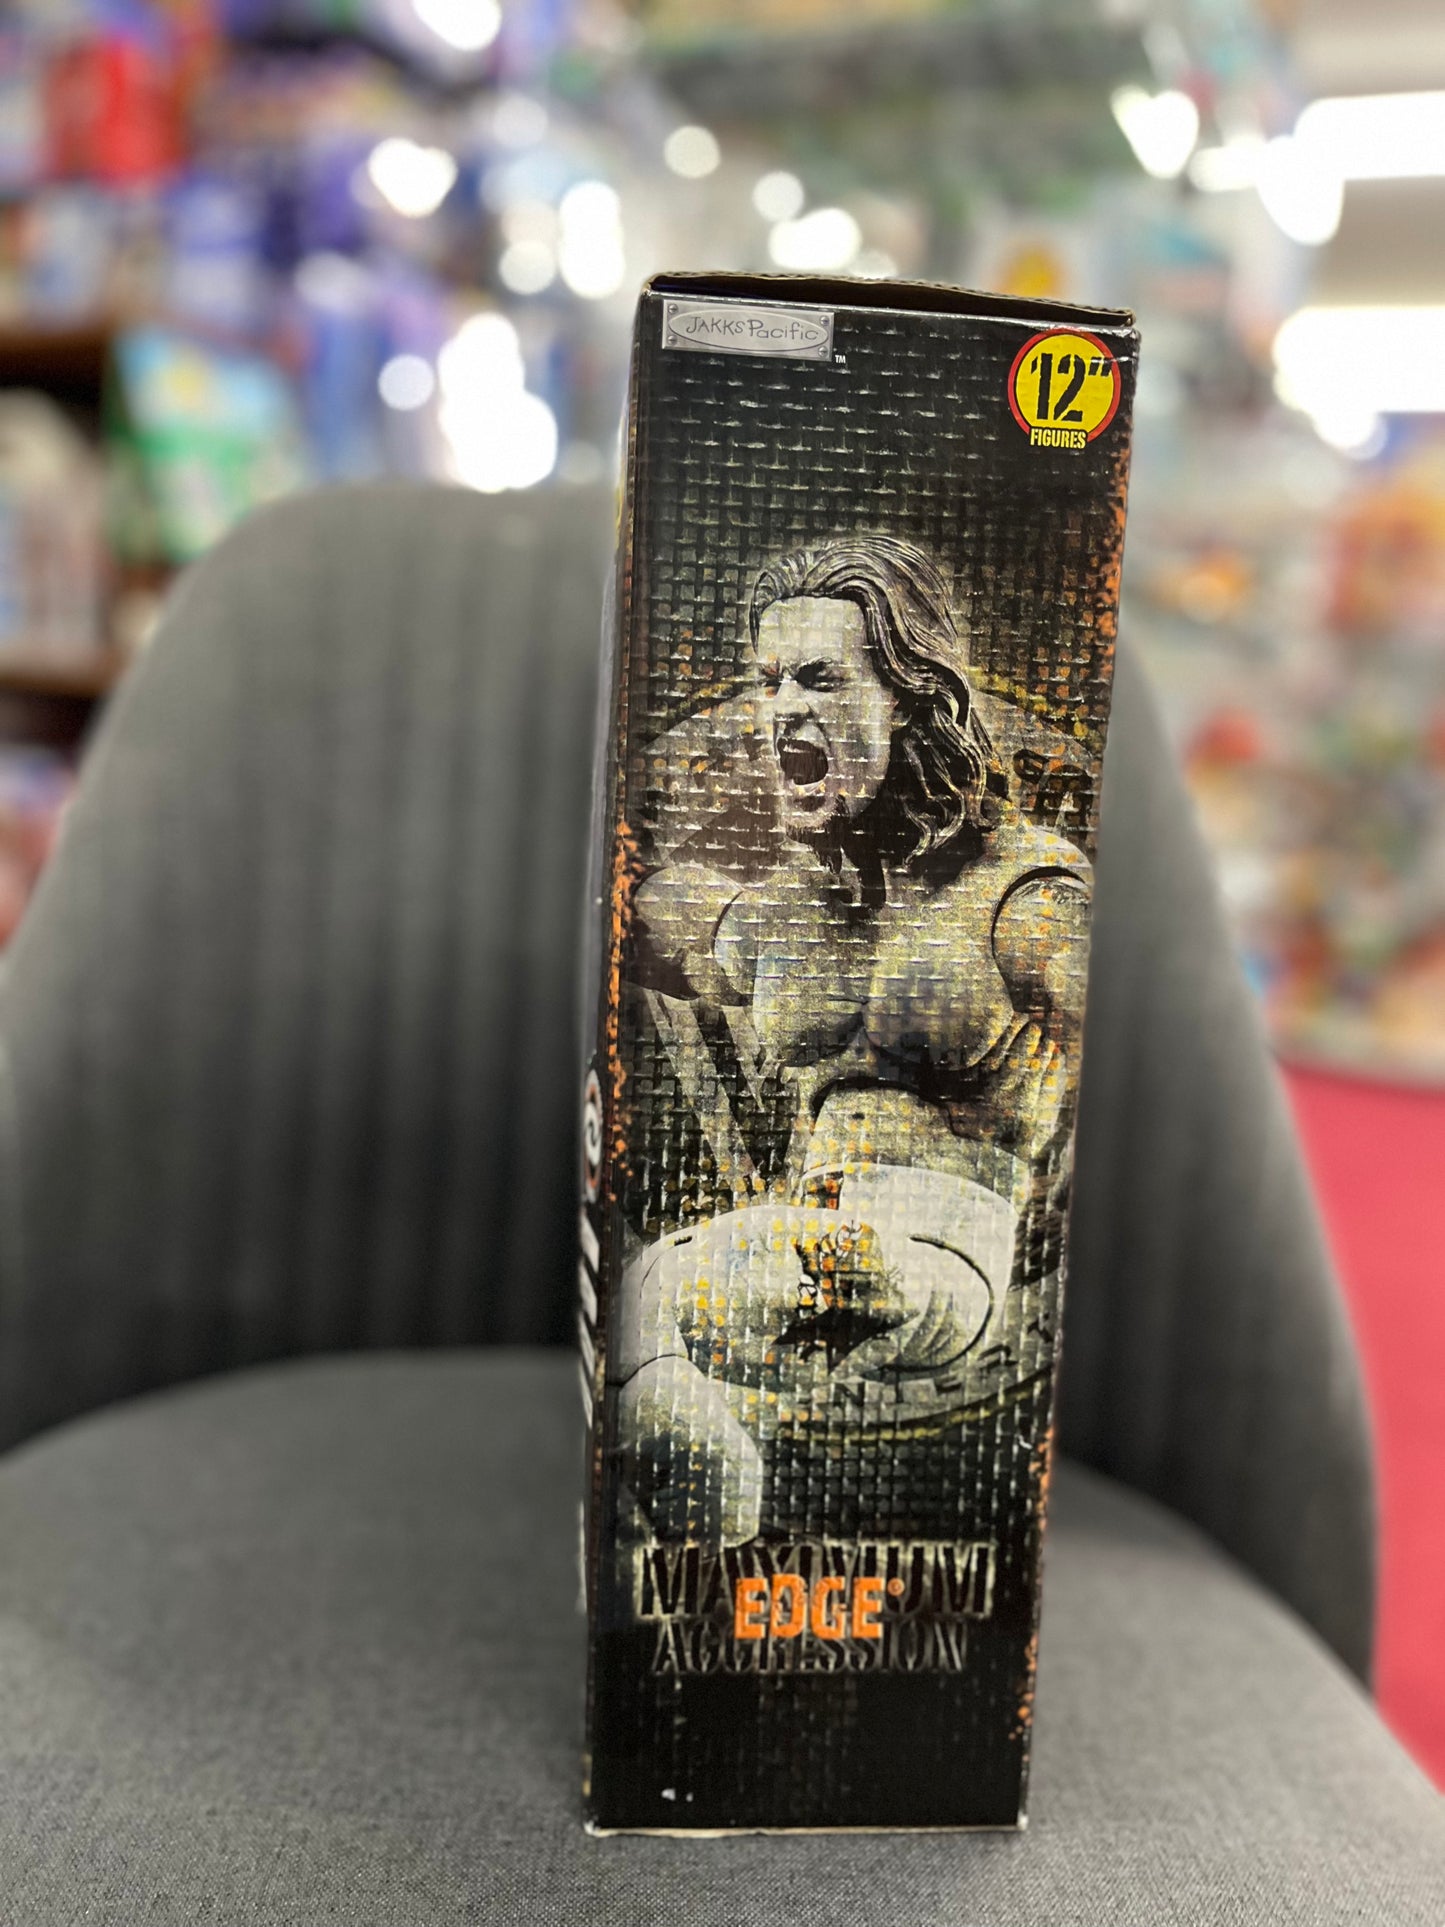 JAKKS Pacific
™
12"
FIGURES
MAXIMUM
EDGE®
AGGRESSION